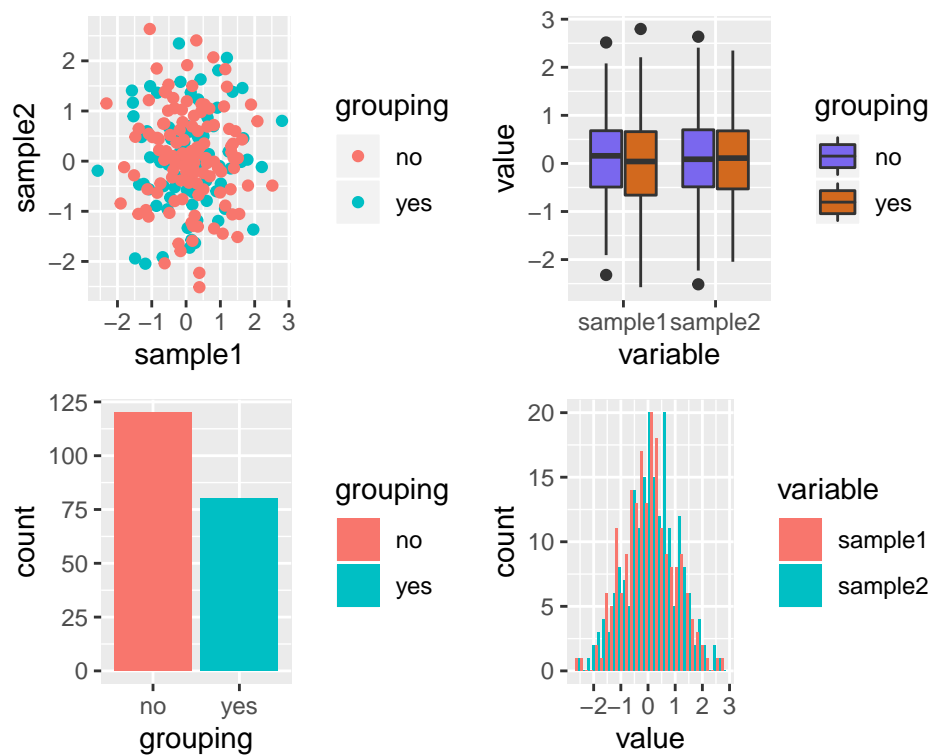 sample2
2
1
0
−1
−2
−2 −1 0 1 2 3
sample1
grouping
no
yes
value
3
2
1
0
−1
−2
sample1 sample2
variable
grouping
no
yes
count
125
100
75
50
25
0
no yes
grouping
grouping
no
yes
count
20
15
10
5
0
−2 −1 0 1 2 3
value
variable
sample1
sample2